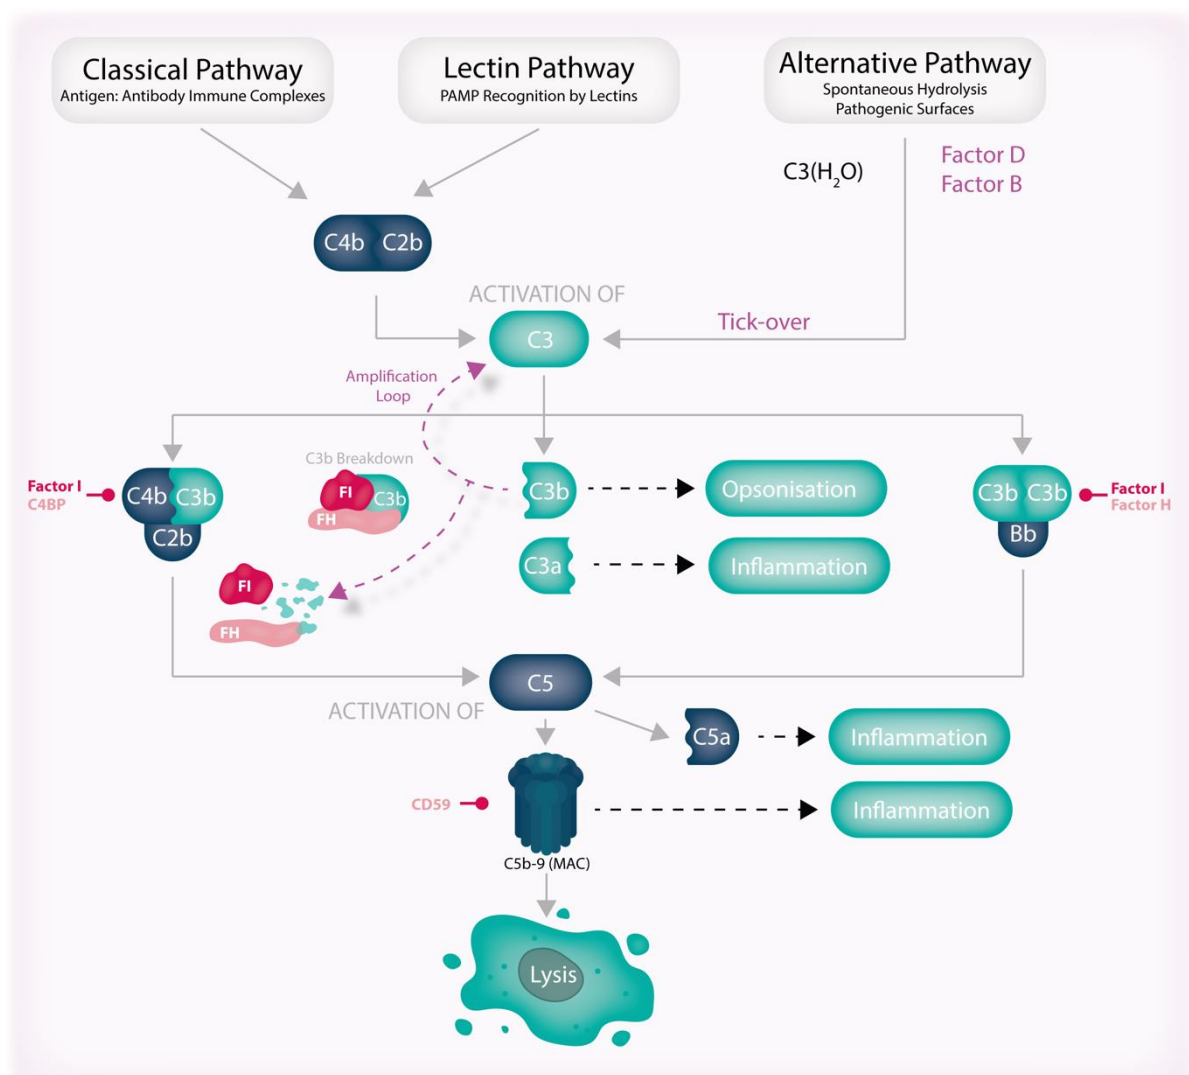 Classical Pathway
Antigen: Antibody Immune Complexes
Lectin Pathway
PAMP Recognition by Lectins
Alternative Pathway
Spontaneous Hydrolysis
Pathogenic Surfaces
C3(H₂O)
Factor D
Factor B
C4b C2b
ACTIVATION OF
C3
Tick-over
Amplification
Loop
C3b Breakdown
FI
C3b
FH
Factor I
C4BP
C4b C3b
C2b
C3b
Opsonisation
C3a
Inflammation
C3b C3b
Bb
Factor I
Factor H
FI
FH
C5
ACTIVATION OF
C5a
Inflammation
CD59
Inflammation
C5b-9 (MAC)
Lysis